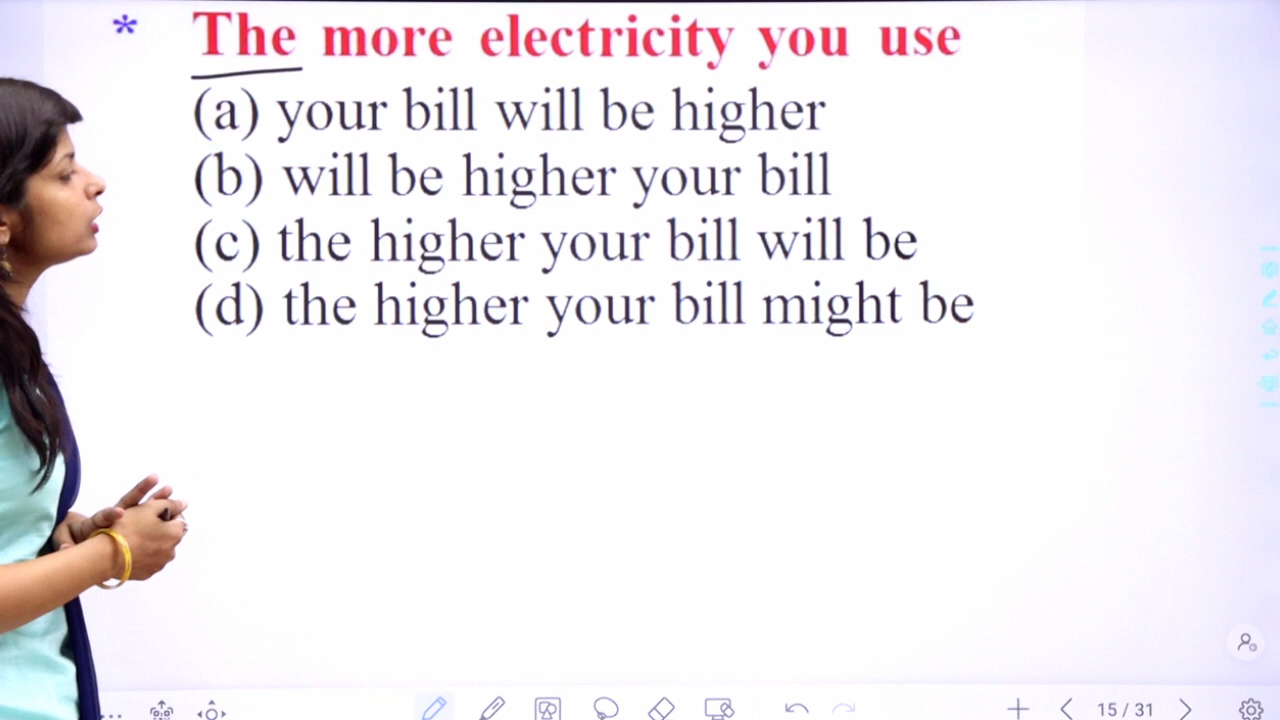 * The more electricity you use
(a) your bill will be higher
(b) will be higher your bill
(c) the higher your bill will be
(d) the higher your bill might be
15 / 31